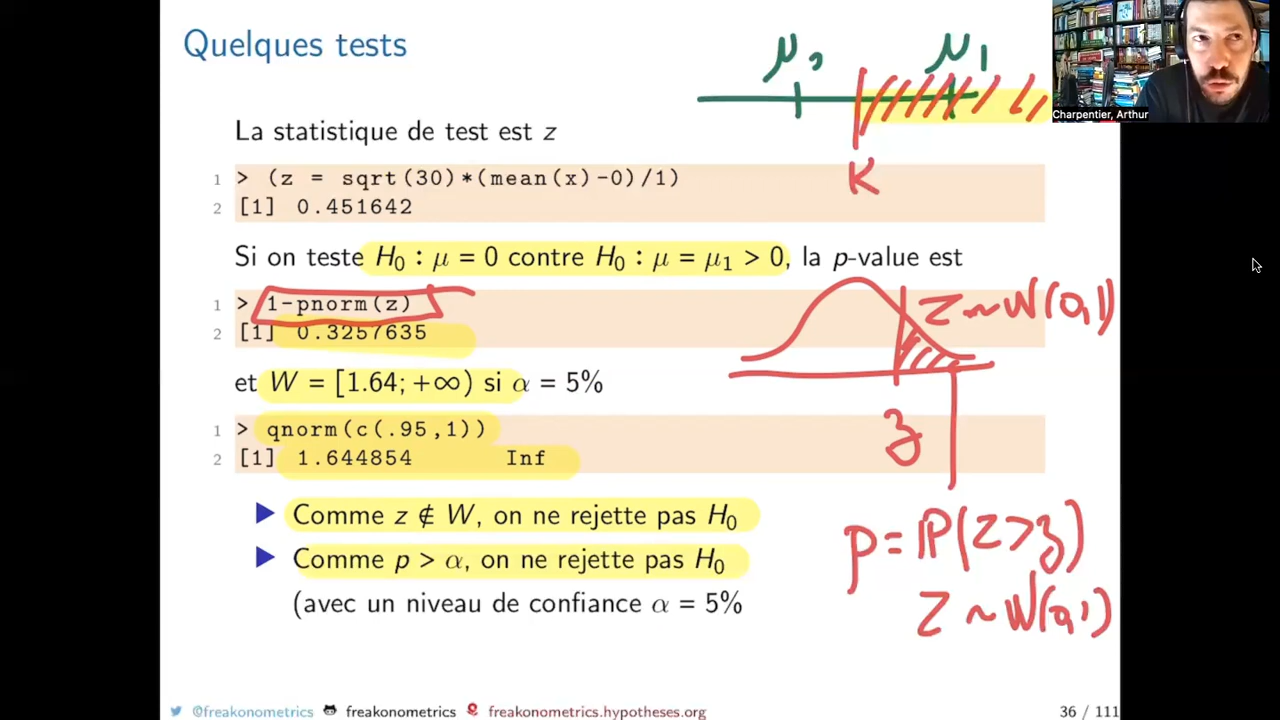 Quelques tests
μ₀ μ₁
Charpentier, Arthur
K
La statistique de test est z
1 > (z = sqrt(30)*(mean(x)-0)/1)
2 [1] 0.451642
Si on teste H₀ : μ = 0 contre H₀ : μ = μ₁ > 0, la p-value est
1 > 1-pnorm(z)
2 [1] 0.3257635
Z ~ N(0,1)
z
et W = [1.64; +∞) si α = 5%
1 > qnorm(c(.95,1))
2 [1] 1.644854 Inf
▶ Comme z ∉ W, on ne rejette pas H₀
▶ Comme p > α, on ne rejette pas H₀
(avec un niveau de confiance α = 5%
p = P(Z>z)
Z ~ N(0,1)
@freakonometrics freakonometrics freakonometrics.hypotheses.org 36 / 111